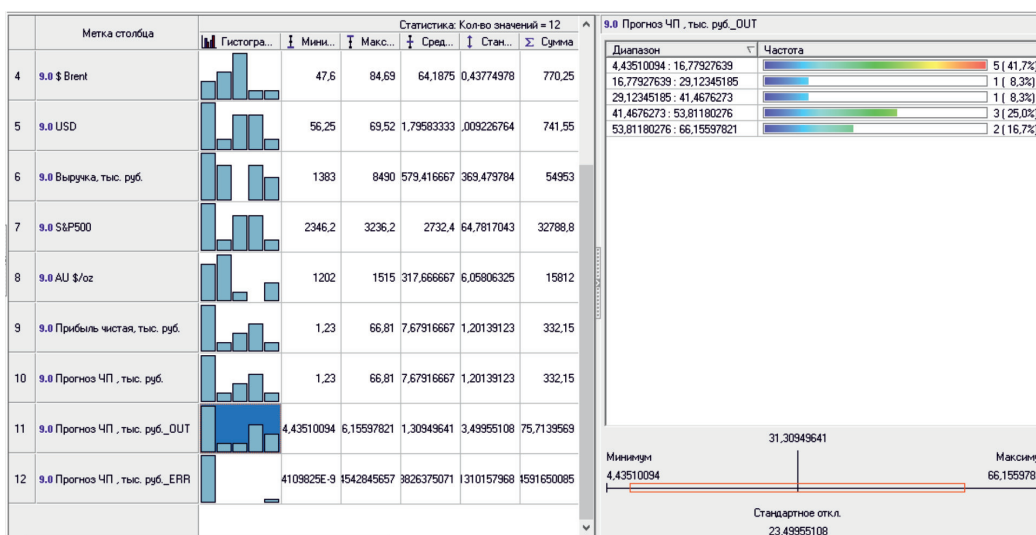 Метка столбца
Статистика: Кол-во значений = 12
Гистогра... Мини... Макс... Сред... Стан... Σ Сумма
4 9.0 $ Brent 47,6 84,69 64,1875 0,43774978 770,25
5 9.0 USD 56,25 69,52 1,79583333 ,009226764 741,55
6 9.0 Выручка, тыс. руб. 1383 8490 579,416667 369,479784 54953
7 9.0 S&P500 2346,2 3236,2 2732,4 64,7817043 32788,8
8 9.0 AU $/oz 1202 1515 317,666667 6,05806325 15812
9 9.0 Прибыль чистая, тыс. руб. 1,23 66,81 7,67916667 1,20139123 332,15
10 9.0 Прогноз ЧП , тыс. руб. 1,23 66,81 7,67916667 1,20139123 332,15
11 9.0 Прогноз ЧП , тыс. руб._OUT 4,43510094 6,15597821 1,30949641 3,49955108 75,7139569
12 9.0 Прогноз ЧП , тыс. руб._ERR 4109825E-9 4542845657 3826375071 1310157968 4591650085
9.0 Прогноз ЧП , тыс. руб._OUT
Диапазон Частота
4,43510094 : 16,77927639 5 ( 41,7%
16,77927639 : 29,12345185 1 ( 8,3%
29,12345185 : 41,4676273 1 ( 8,3%
41,4676273 : 53,81180276 3 ( 25,0%
53,81180276 : 66,15597821 2 ( 16,7%
31,30949641
Минимум Максиму
4,43510094 66,155978
Стандартное откл.
23,49955108